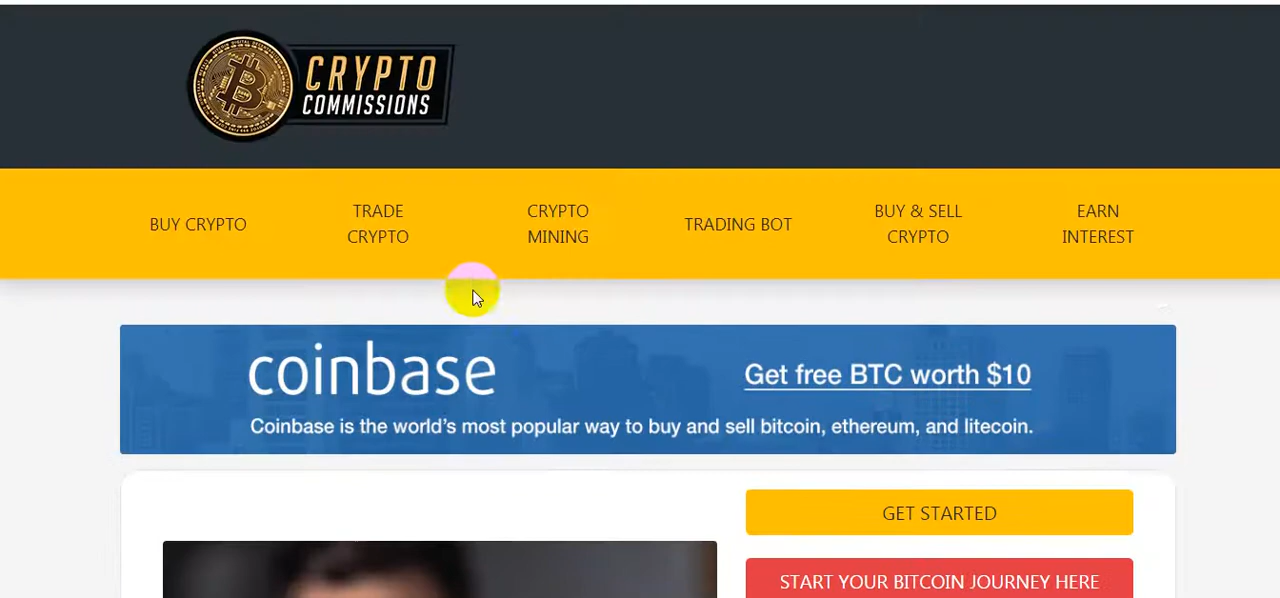 CRYPTO
COMMISSIONS
BUY CRYPTO
TRADE
CRYPTO
CRYPTO
MINING
TRADING BOT
BUY & SELL
CRYPTO
EARN
INTEREST
coinbase
Get free BTC worth $10
Coinbase is the world's most popular way to buy and sell bitcoin, ethereum, and litecoin.
GET STARTED
START YOUR BITCOIN JOURNEY HERE